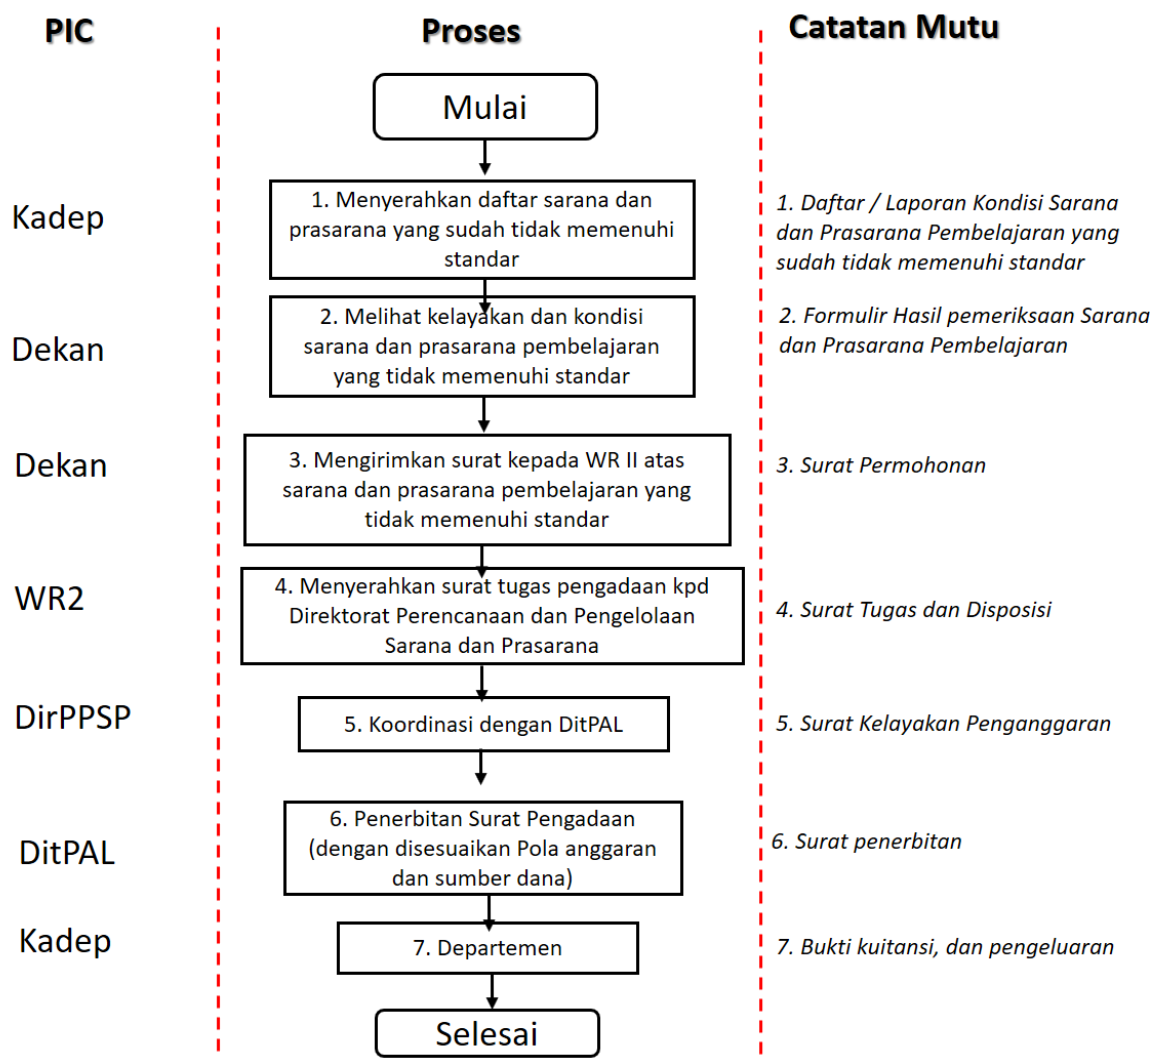 PIC
Proses
Catatan Mutu
Mulai
Kadep
1. Menyerahkan daftar sarana dan
prasarana yang sudah tidak memenuhi
standar
1. Daftar / Laporan Kondisi Sarana
dan Prasarana Pembelajaran yang
sudah tidak memenuhi standar
Dekan
2. Melihat kelayakan dan kondisi
sarana dan prasarana pembelajaran
yang tidak memenuhi standar
2. Formulir Hasil pemeriksaan Sarana
dan Prasarana Pembelajaran
Dekan
3. Mengirimkan surat kepada WR II atas
sarana dan prasarana pembelajaran yang
tidak memenuhi standar
3. Surat Permohonan
WR2
4. Menyerahkan surat tugas pengadaan kpd
Direktorat Perencanaan dan Pengelolaan
Sarana dan Prasarana
4. Surat Tugas dan Disposisi
DirPPSP
5. Koordinasi dengan DitPAL
5. Surat Kelayakan Penganggaran
DitPAL
6. Penerbitan Surat Pengadaan
(dengan disesuaikan Pola anggaran
dan sumber dana)
6. Surat penerbitan
Kadep
7. Departemen
7. Bukti kuitansi, dan pengeluaran
Selesai